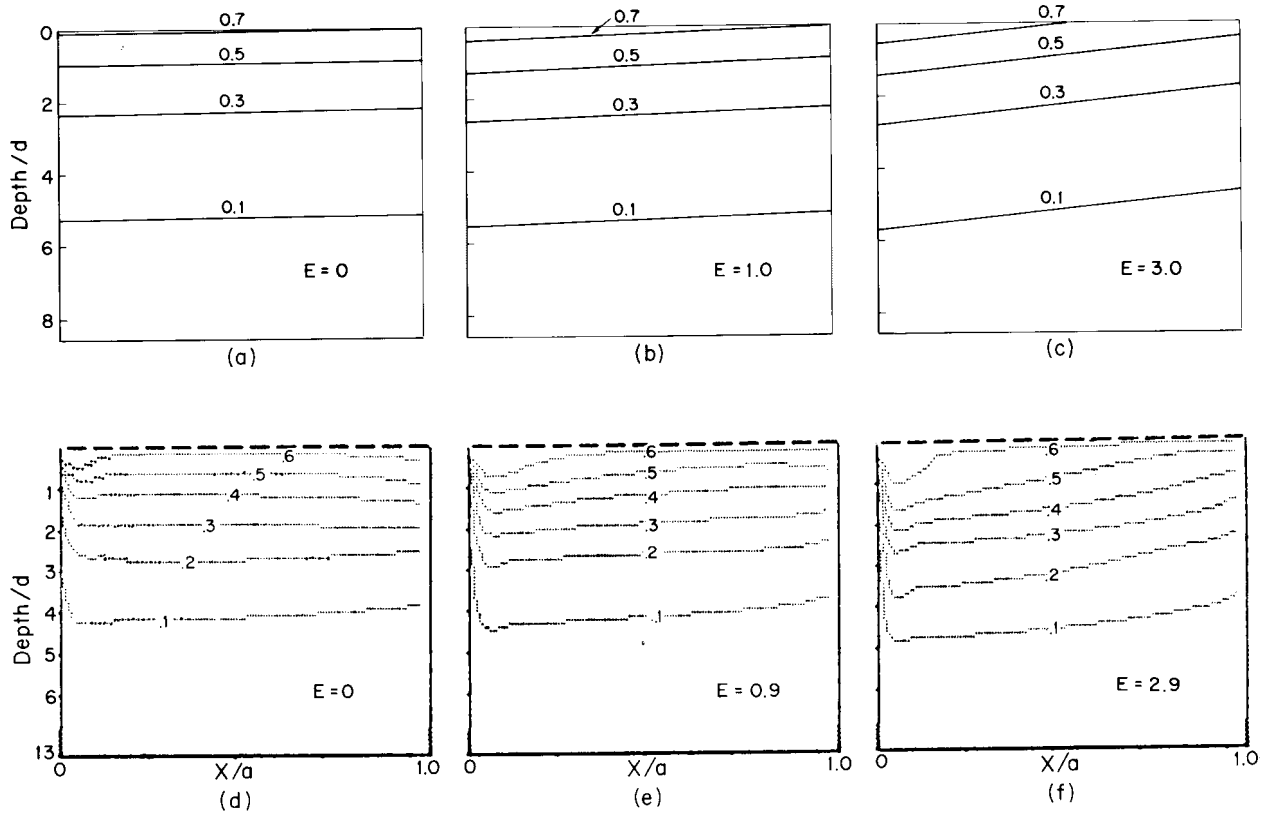 0.7
0.5
0.3
0.1
E = 0
0
2
4
6
8
Depth/d
(a)
0.7
0.5
0.3
0.1
E = 1.0
(b)
0.7
0.5
0.3
0.1
E = 3.0
(c)
.6
.5
.4
.3
.2
.1
E = 0
1
2
3
4
5
6
13
Depth/d
0
X/a
1.0
(d)
.6
.5
.4
.3
.2
.1
E = 0.9
0
X/a
1.0
(e)
.6
.5
.4
.3
.2
.1
E = 2.9
0
X/a
1.0
(f)